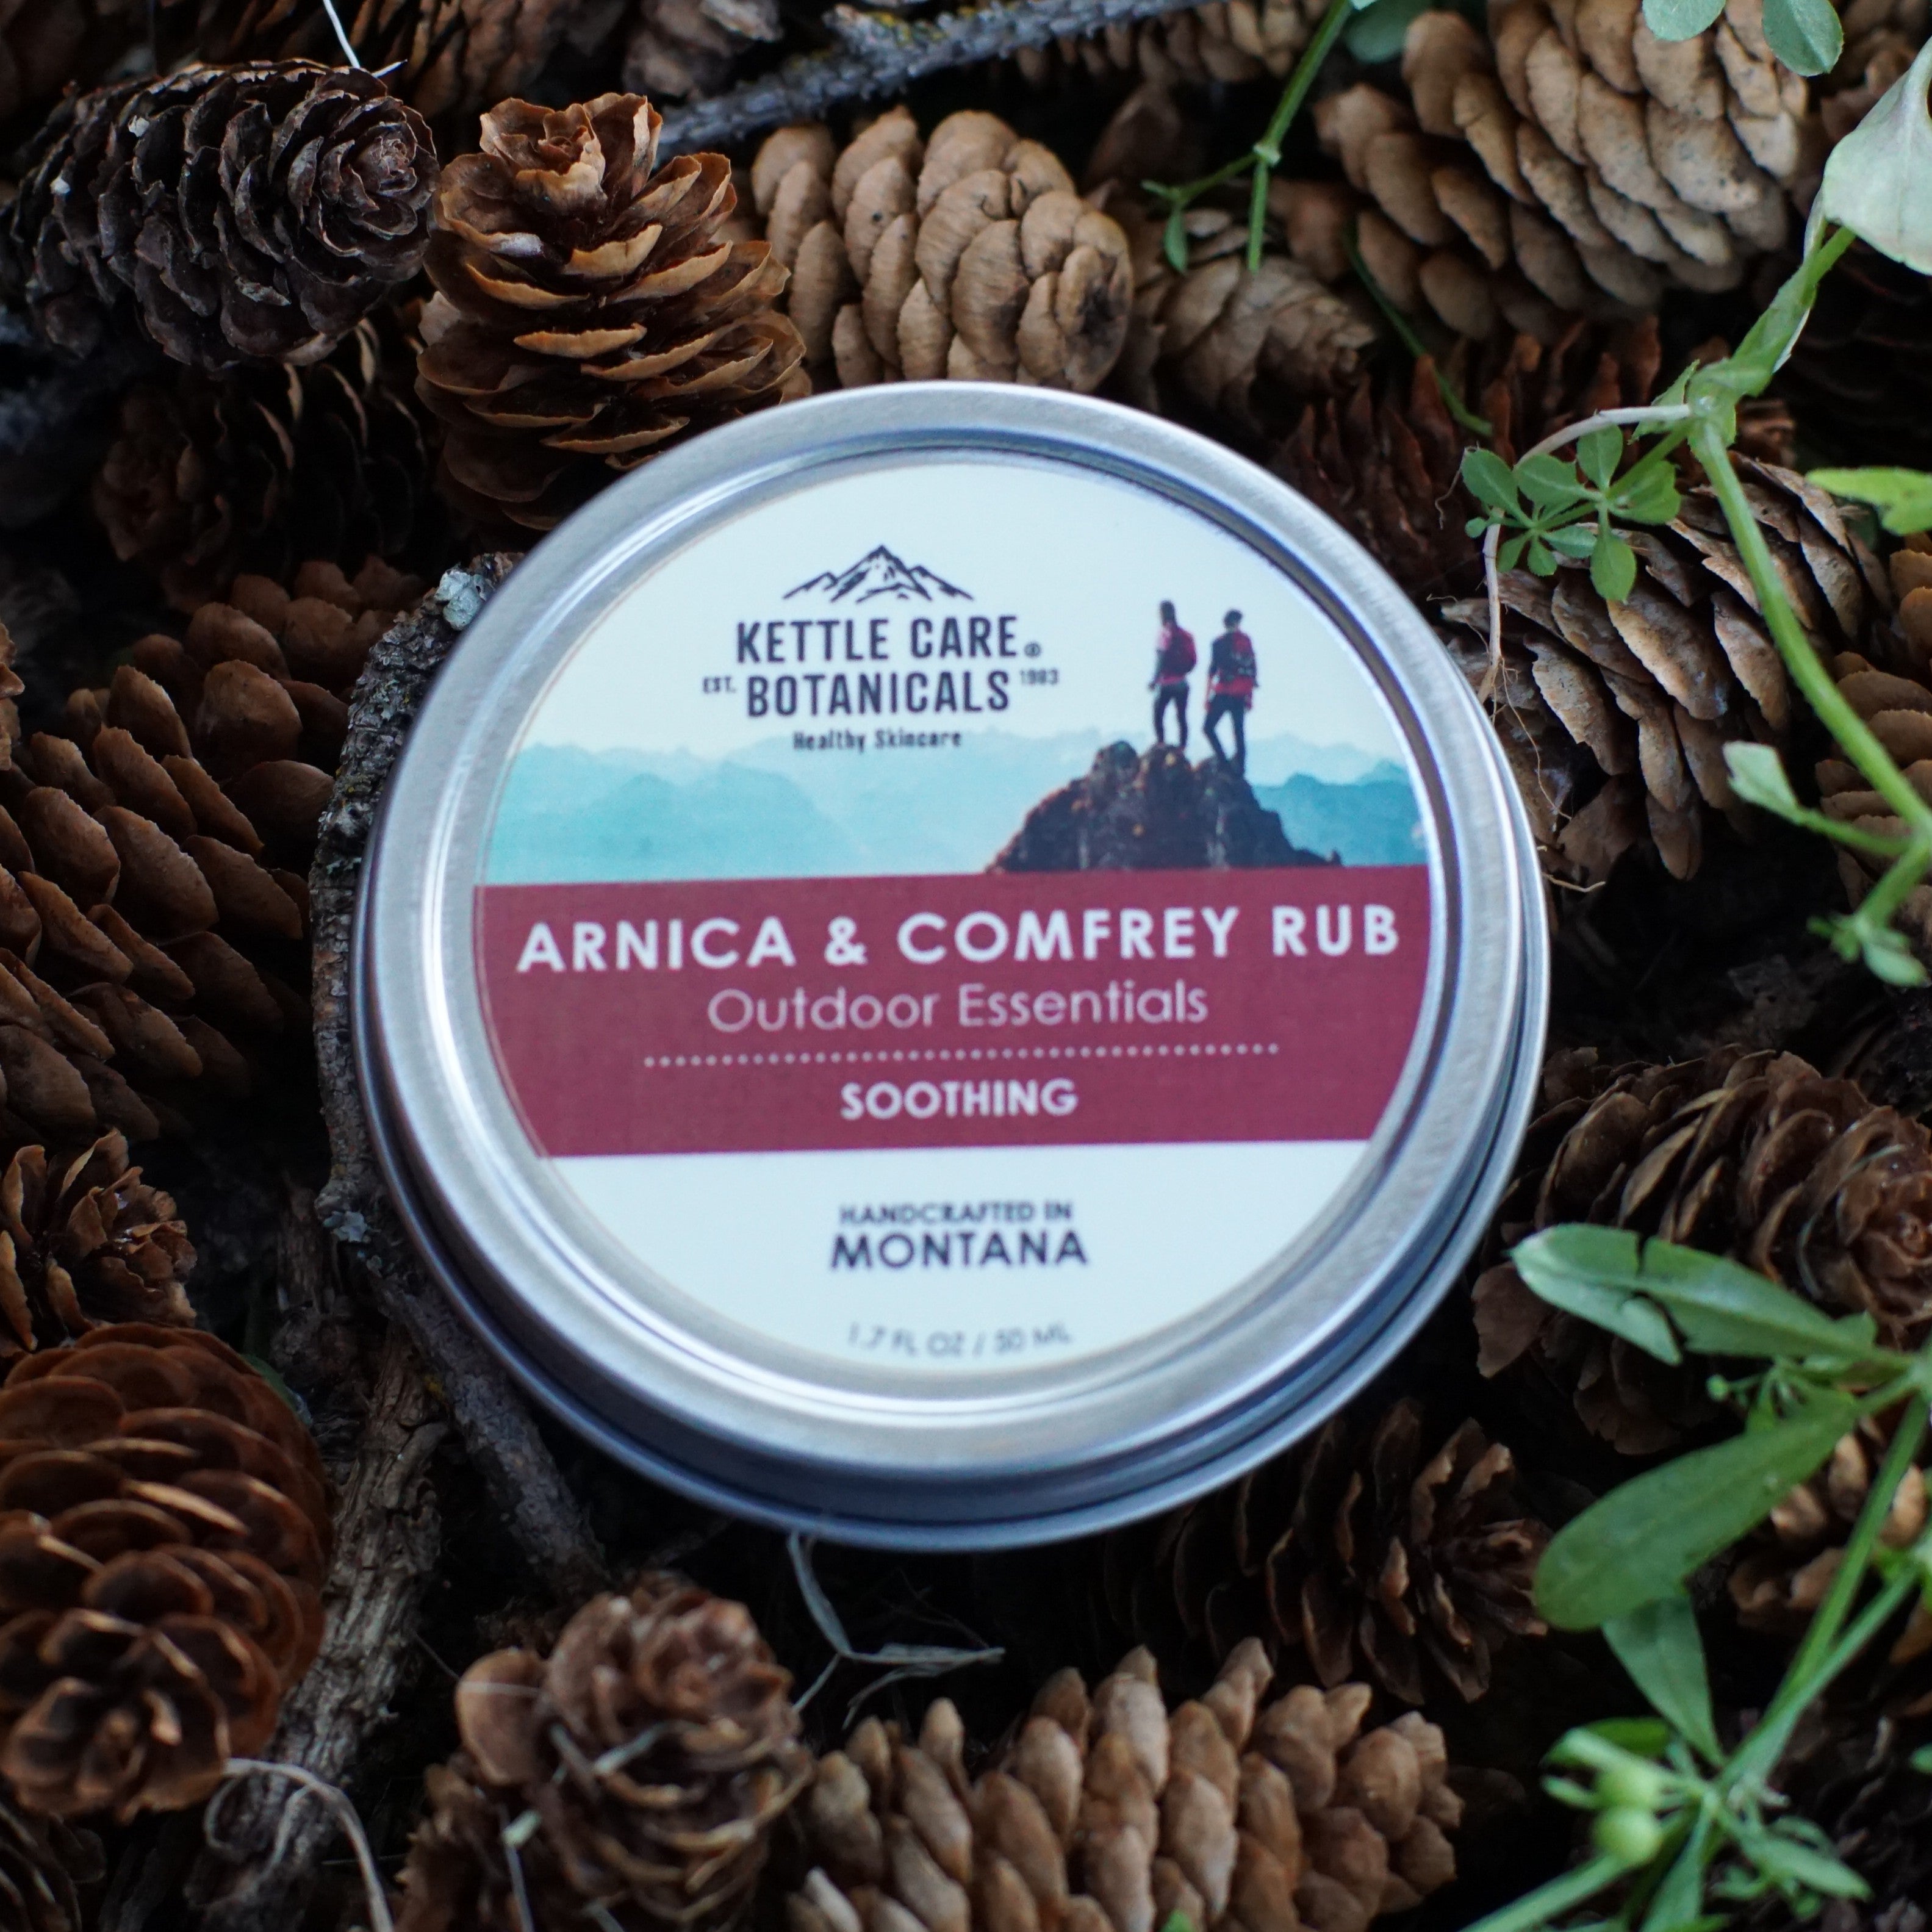 KETTLE CARE®
EST. BOTANICALS 1983
Healthy Skincare
ARNICA & COMFREY RUB
Outdoor Essentials
SOOTHING
HANDCRAFTED IN
MONTANA
1.7 FL OZ / 50 ML